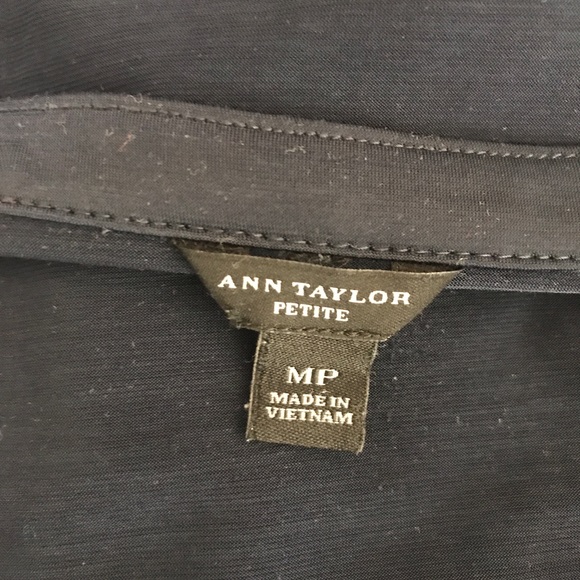 ANN TAYLOR
PETITE
MP
MADE IN
VIETNAM